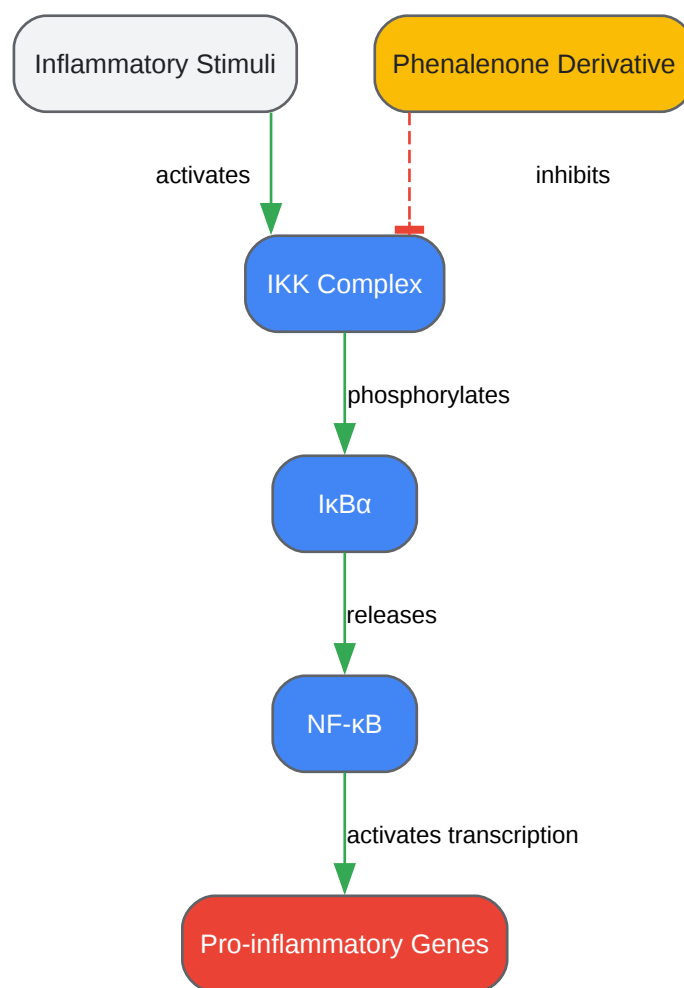 Inflammatory Stimuli
Phenalenone Derivative
activates
inhibits
IKK Complex
phosphorylates
IκBα
releases
NF-κB
activates transcription
Pro-inflammatory Genes